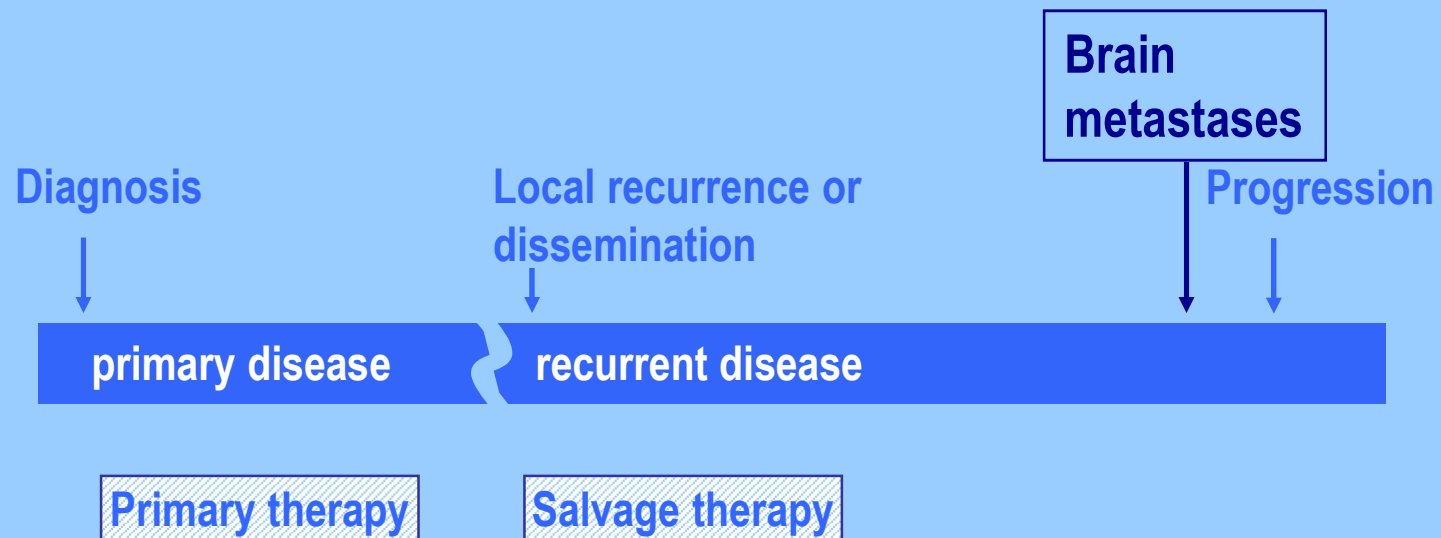 Brain
metastases
Diagnosis
Local recurrence or
dissemination
Progression
primary disease
recurrent disease
Primary therapy
Salvage therapy